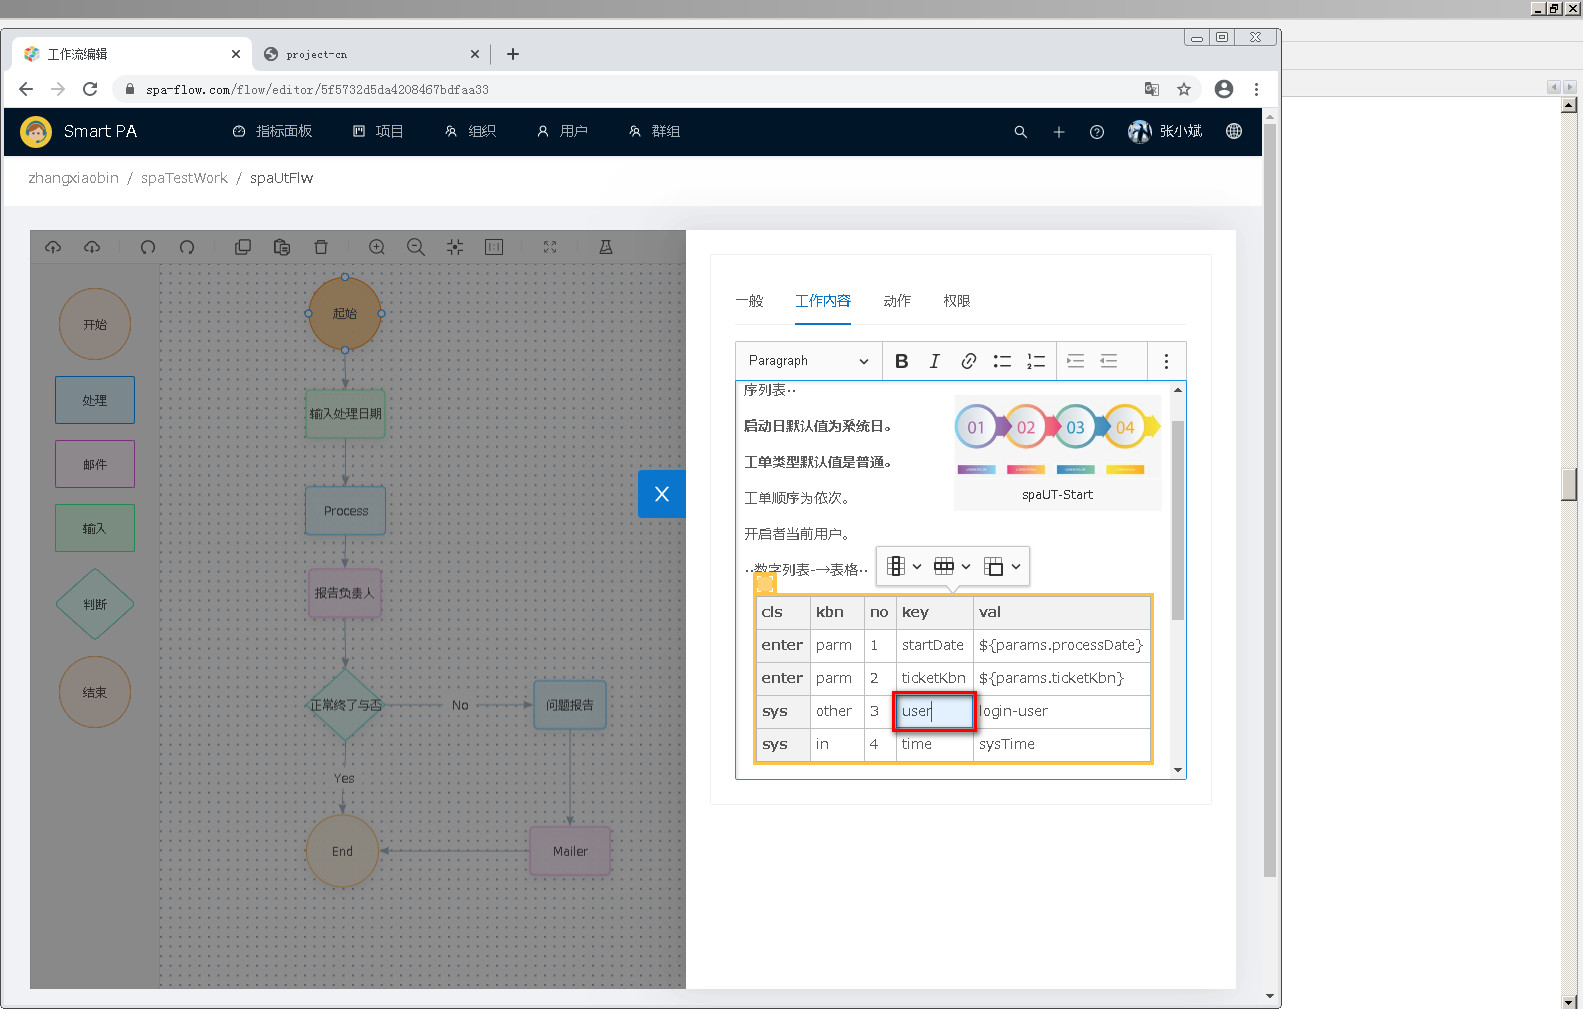 工作流编辑
project-cn
spa-flow.com/flow/editor/5f5732d5da4208467bdfaa33
Smart PA
指标面板
项目
组织
用户
群组
张小斌
zhangxiaobin / spaTestWork / spaUtFlw
开始
处理
邮件
输入
判断
结束
起始
输入处理日期
Process
报告负责人
正常终了与否
No
问题报告
Yes
End
Mailer
X
一般
工作内容
动作
权限
Paragraph
B
I
序列表··
启动日默认值为系统日。
工单类型默认值是普通。
工单顺序为依次。
开启者当前用户。
01 02 03 04
spaUT-Start
··数字列表-→表格··
cls kbn no key val
enter parm 1 startDate ${params.processDate}
enter parm 2 ticketKbn ${params.ticketKbn}
sys other 3 user login-user
sys in 4 time sysTime